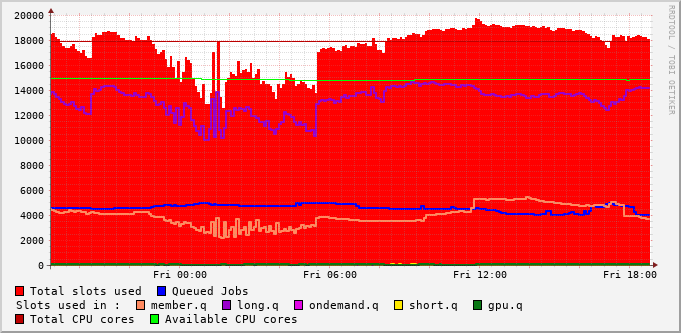 20000
18000
16000
14000
12000
10000
8000
6000
4000
2000
0
Fri 00:00 Fri 06:00 Fri 12:00 Fri 18:00
RRDTOOL / TOBI OETIKER
Total slots used Queued Jobs
Slots used in : member.q long.q ondemand.q short.q gpu.q
Total CPU cores Available CPU cores